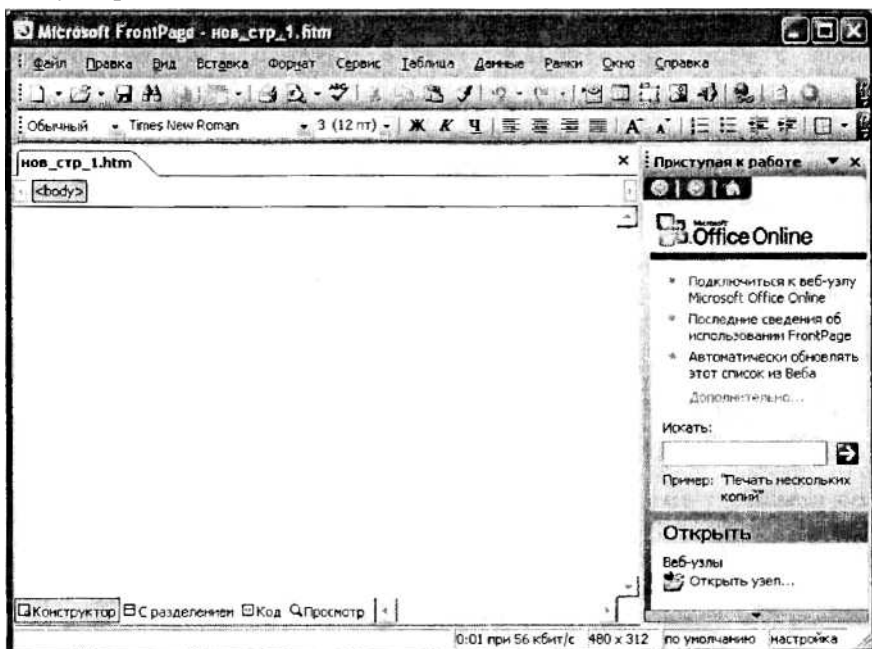 Microsoft FrontPage - нов_стр_1.htm
Файл Правка Вид Вставка Формат Сервис Таблица Данные Рамки Окно Справка
Обычный Times New Roman 3 (12 пт) Ж К Ч
нов_стр_1.htm
Приступая к работе
<body>
Microsoft
Office Online
Подключиться к веб-узлу
Microsoft Office Online
Последние сведения об
использовании FrontPage
Автоматически обновлять
этот список из Веба
Дополнительно...
Искать:
Пример: "Печать нескольких
копий"
Открыть
Веб-узлы
Открыть узел...
Конструктор С разделением Код Просмотр
0:01 при 56 кбит/с 480 x 312 по умолчанию настройка